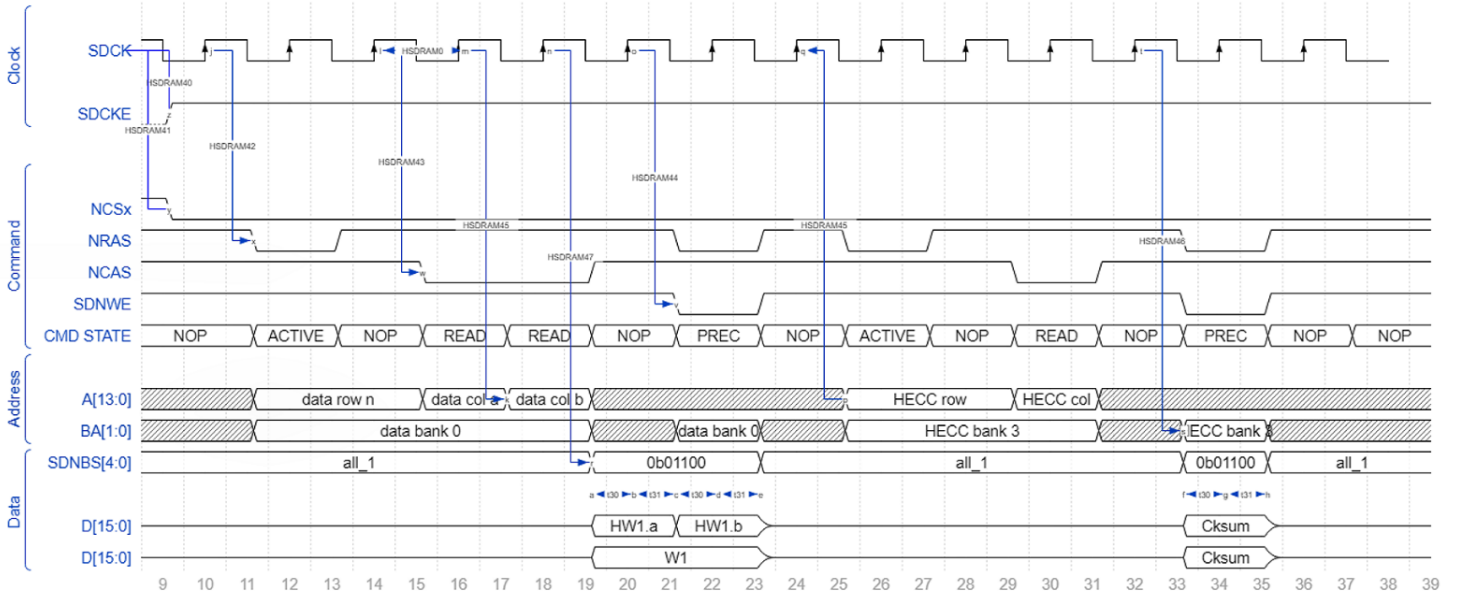 Clock
SDCK j l HSDRAM0 m n o q t
HSDRAM40
SDCKE z
HSDRAM41
HSDRAM42
HSDRAM43
HSDRAM44
Command
NCSx y
HSDRAM45 HSDRAM45
NRAS x HSDRAM46
HSDRAM47
NCAS w
SDNWE v
CMD STATE NOP ACTIVE NOP READ READ NOP PREC NOP ACTIVE NOP READ NOP PREC NOP NOP
Address
A[13:0] data row n data col a k data col b p HECC row HECC col
BA[1:0] data bank 0 data bank 0 HECC bank 3 s ECC bank 3
Data
SDNBS[4:0] all_1 r 0b01100 all_1 0b01100 all_1
a t30 b t31 c t30 d t31 e f t30 g t31 h
D[15:0] HW1.a HW1.b Cksum
D[15:0] W1 Cksum
9 10 11 12 13 14 15 16 17 18 19 20 21 22 23 24 25 26 27 28 29 30 31 32 33 34 35 36 37 38 39